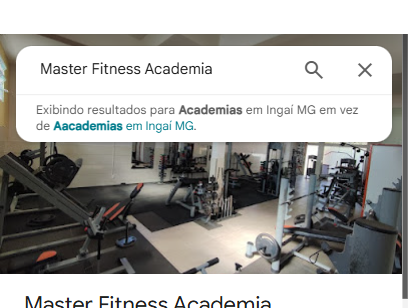 Master Fitness Academia
Exibindo resultados para Academias em Ingaí MG em vez
de Aacademias em Ingaí MG.
Master Fitness Academia